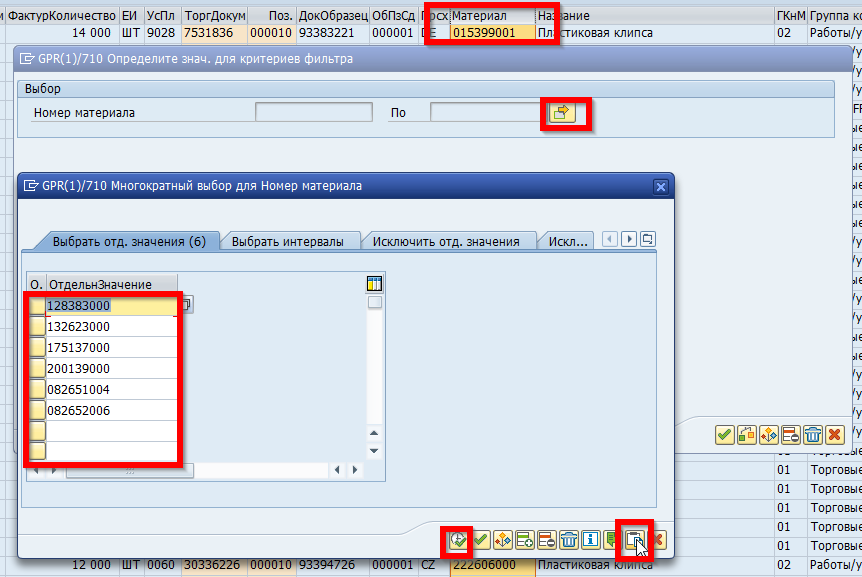 ФактурКоличество ЕИ УсПл ТоргДокум Поз. ДокОбразец ОбПзСд Материал Название ГКнМ Группа
14 000 ШТ 9028 7531836 000010 93383221 000001 DE 015399001 Пластиковая клипса 02 Работы/у
GPR(1)/710 Определите знач. для критериев фильтра
Выбор
Номер материала По
GPR(1)/710 Многократный выбор для Номер материала
Выбрать отд. значения (6) Выбрать интервалы Исключить отд. значения Искл...
О. ОтдельнЗначение
128383000
132623000
175137000
200139000
082651004
082652006
01 Торговые
01 Торговые
01 Торговые
01 Торговые
01 Торговые
12 000 ШТ 0060 30336226 000010 93394726 000001 CZ 222606000 Пластиковая клипса 02 Работы/у